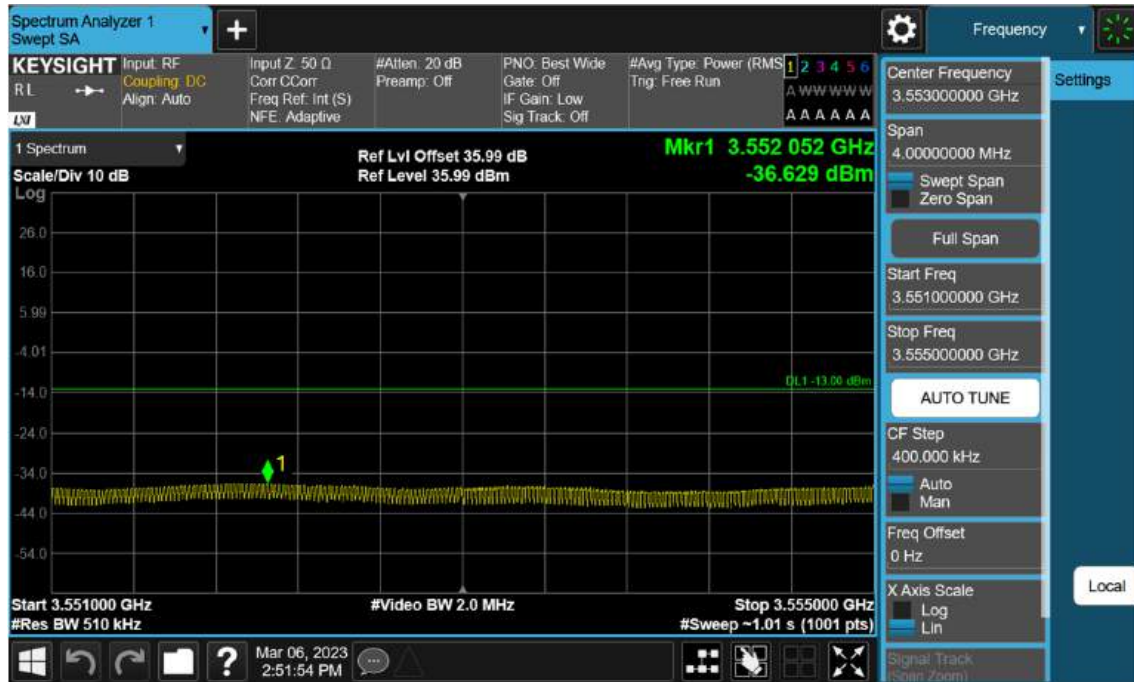 Spectrum Analyzer 1
Swept SA
+
Frequency
KEYSIGHT
RL
LXI
Input: RF
Coupling: DC
Align: Auto
Input Z: 50 Ω
Corr CCorr
Freq Ref: Int (S)
NFE: Adaptive
#Atten: 20 dB
Preamp: Off
PNO: Best Wide
Gate: Off
IF Gain: Low
Sig Track: Off
#Avg Type: Power (RMS
Trig: Free Run
1 2 3 4 5 6
A W W W W W
A A A A A A
1 Spectrum
Scale/Div 10 dB
Log
Ref Lvl Offset 35.99 dB
Ref Level 35.99 dBm
Mkr1 3.552 052 GHz
-36.629 dBm
26.0
16.0
5.99
-4.01
DL1 -13.00 dBm
-14.0
-24.0
1
-34.0
-44.0
-54.0
Start 3.551000 GHz
#Video BW 2.0 MHz
Stop 3.555000 GHz
#Res BW 510 kHz
#Sweep ~1.01 s (1001 pts)
Center Frequency
3.553000000 GHz
Span
4.00000000 MHz
Swept Span
Zero Span
Full Span
Start Freq
3.551000000 GHz
Stop Freq
3.555000000 GHz
AUTO TUNE
CF Step
400.000 kHz
Auto
Man
Freq Offset
0 Hz
X Axis Scale
Log
Lin
Signal Track
(Span Zoom)
Settings
Local
?
Mar 06, 2023
2:51:54 PM